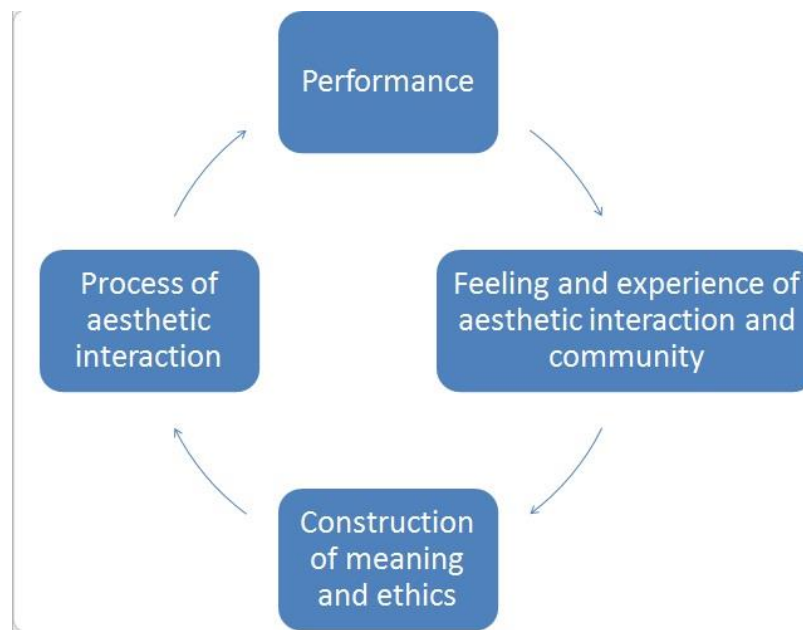 Performance
Feeling and experience of
aesthetic interaction and
community
Construction
of meaning
and ethics
Process of
aesthetic
interaction